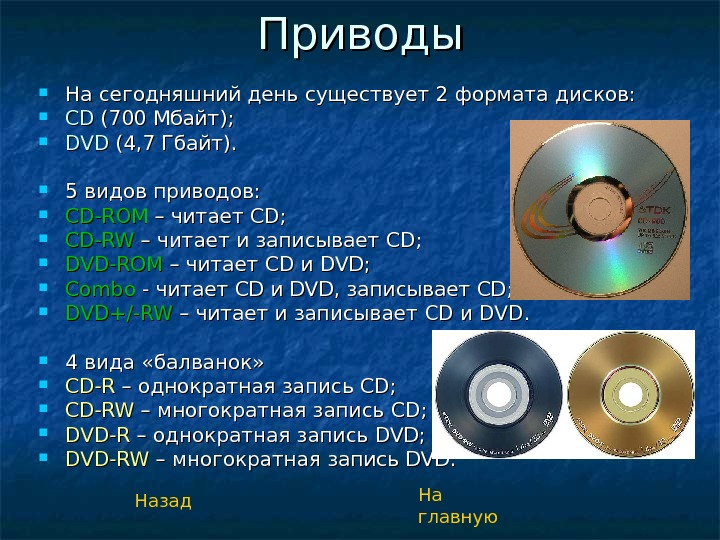 Приводы
На сегодняшний день существует 2 формата дисков:
CD (700 Мбайт);
DVD (4,7 Гбайт).
5 видов приводов:
CD-ROM – читает CD;
CD-RW – читает и записывает CD;
DVD-ROM – читает CD и DVD;
Combo - читает CD и DVD, записывает CD;
DVD+/-RW – читает и записывает CD и DVD.
4 вида «балванок»
CD-R – однократная запись CD;
CD-RW – многократная запись CD;
DVD-R – однократная запись DVD;
DVD-RW – многократная запись DVD.
TDK
Назад
На
главную